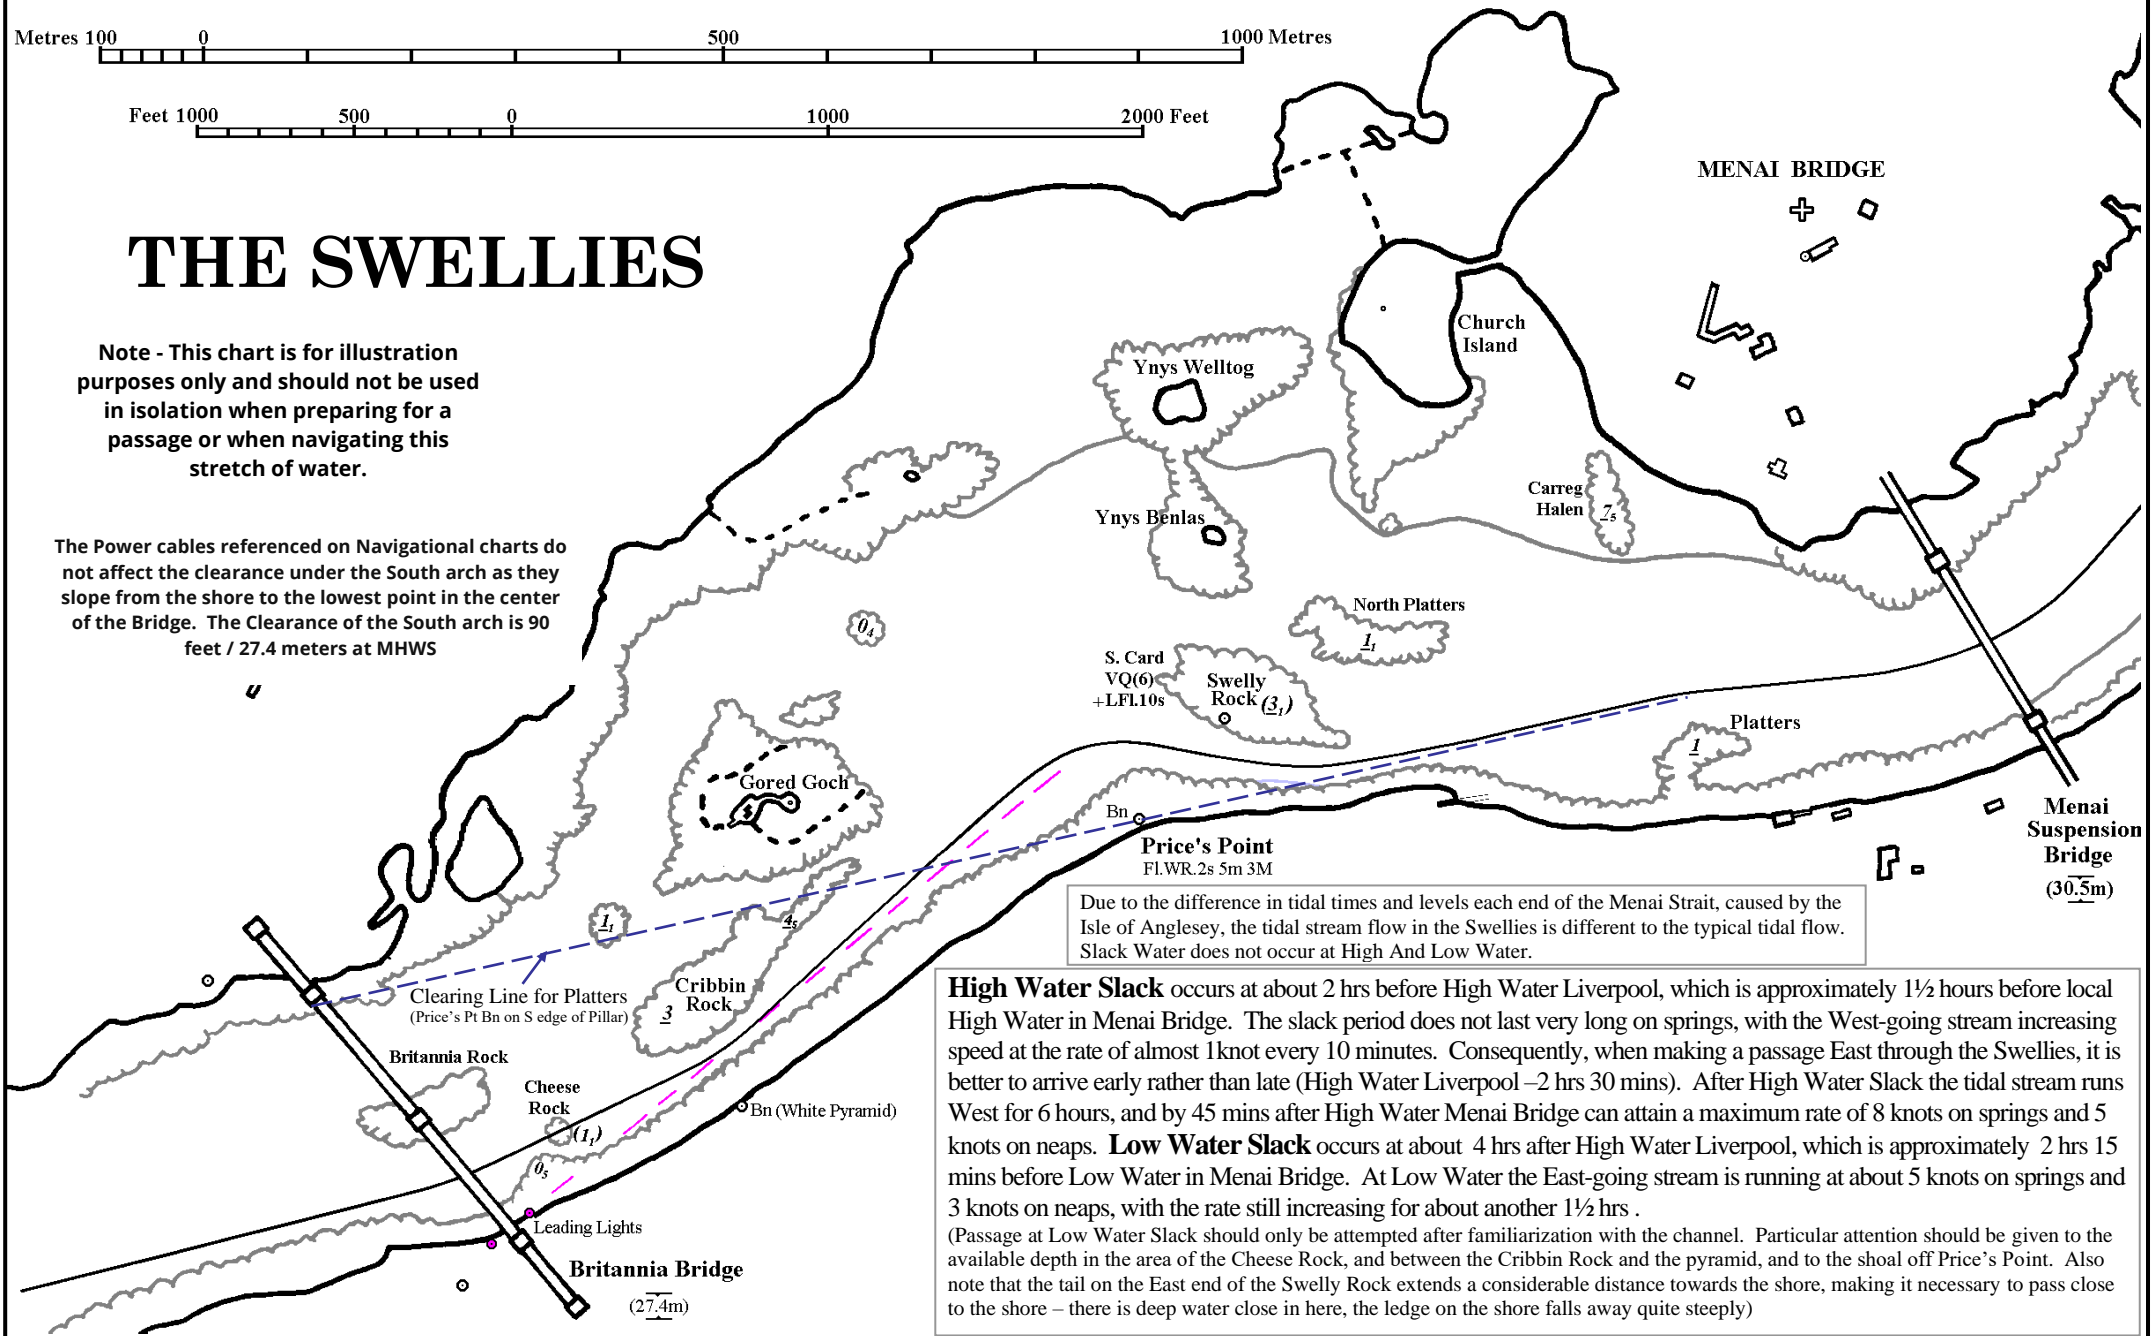 Metres 100 0 500 1000 Metres
Feet 1000 500 0 1000 2000 Feet
MENAI BRIDGE
THE SWELLIES
Note - This chart is for illustration
purposes only and should not be used
in isolation when preparing for a
passage or when navigating this
stretch of water.
Church
Island
Ynys Welltog
Carreg
Halen
7₅
Ynys Benlas
The Power cables referenced on Navigational charts do
not affect the clearance under the South arch as they
slope from the shore to the lowest point in the center
of the Bridge. The Clearance of the South arch is 90
feet / 27.4 meters at MHWS
0₄
North Platters
1₁
S. Card
VQ(6)
+LFl.10s
Swelly
Rock (3₁)
Platters
1
Gored Goch
Bn
Price's Point
Fl.WR.2s 5m 3M
Menai
Suspension
Bridge
(30.5m)
1₁
4₅
Clearing Line for Platters
(Price's Pt Bn on S edge of Pillar)
Cribbin
Rock
3
Britannia Rock
Cheese
Rock
(1₁)
0₅
Bn (White Pyramid)
Leading Lights
Britannia Bridge
(27.4m)
Due to the difference in tidal times and levels each end of the Menai Strait, caused by the
Isle of Anglesey, the tidal stream flow in the Swellies is different to the typical tidal flow.
Slack Water does not occur at High And Low Water.
High Water Slack occurs at about 2 hrs before High Water Liverpool, which is approximately 1½ hours before local
High Water in Menai Bridge. The slack period does not last very long on springs, with the West-going stream increasing
speed at the rate of almost 1knot every 10 minutes. Consequently, when making a passage East through the Swellies, it is
better to arrive early rather than late (High Water Liverpool –2 hrs 30 mins). After High Water Slack the tidal stream runs
West for 6 hours, and by 45 mins after High Water Menai Bridge can attain a maximum rate of 8 knots on springs and 5
knots on neaps. Low Water Slack occurs at about 4 hrs after High Water Liverpool, which is approximately 2 hrs 15
mins before Low Water in Menai Bridge. At Low Water the East-going stream is running at about 5 knots on springs and
3 knots on neaps, with the rate still increasing for about another 1½ hrs .
(Passage at Low Water Slack should only be attempted after familiarization with the channel. Particular attention should be given to the
available depth in the area of the Cheese Rock, and between the Cribbin Rock and the pyramid, and to the shoal off Price's Point. Also
note that the tail on the East end of the Swelly Rock extends a considerable distance towards the shore, making it necessary to pass close
to the shore – there is deep water close in here, the ledge on the shore falls away quite steeply)